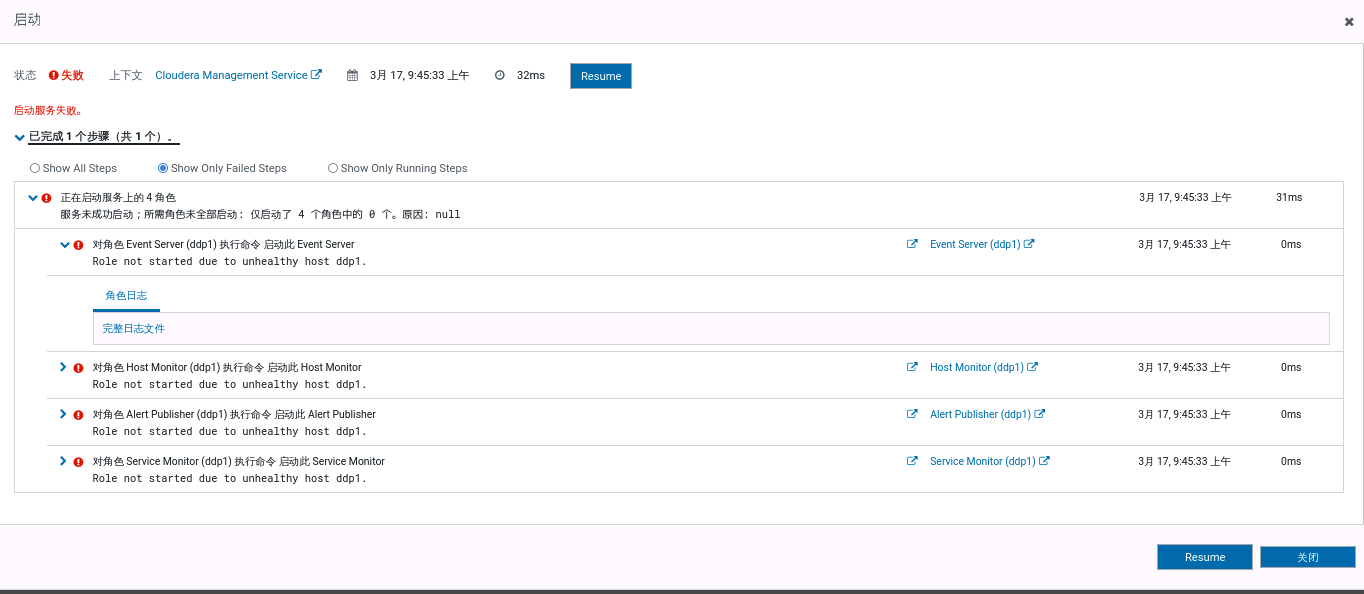 启动
状态 失败 上下文 Cloudera Management Service 3月 17, 9:45:33 上午 32ms Resume
启动服务失败。
已完成 1 个步骤（共 1 个）。
Show All Steps Show Only Failed Steps Show Only Running Steps
正在启动服务上的 4 角色 3月 17, 9:45:33 上午 31ms
服务未成功启动；所需角色未全部启动: 仅启动了 4 个角色中的 0 个。原因: null
对角色 Event Server (ddp1) 执行命令 启动此 Event Server Event Server (ddp1) 3月 17, 9:45:33 上午 0ms
Role not started due to unhealthy host ddp1.
角色日志
完整日志文件
对角色 Host Monitor (ddp1) 执行命令 启动此 Host Monitor Host Monitor (ddp1) 3月 17, 9:45:33 上午 0ms
Role not started due to unhealthy host ddp1.
对角色 Alert Publisher (ddp1) 执行命令 启动此 Alert Publisher Alert Publisher (ddp1) 3月 17, 9:45:33 上午 0ms
Role not started due to unhealthy host ddp1.
对角色 Service Monitor (ddp1) 执行命令 启动此 Service Monitor Service Monitor (ddp1) 3月 17, 9:45:33 上午 0ms
Role not started due to unhealthy host ddp1.
Resume 关闭